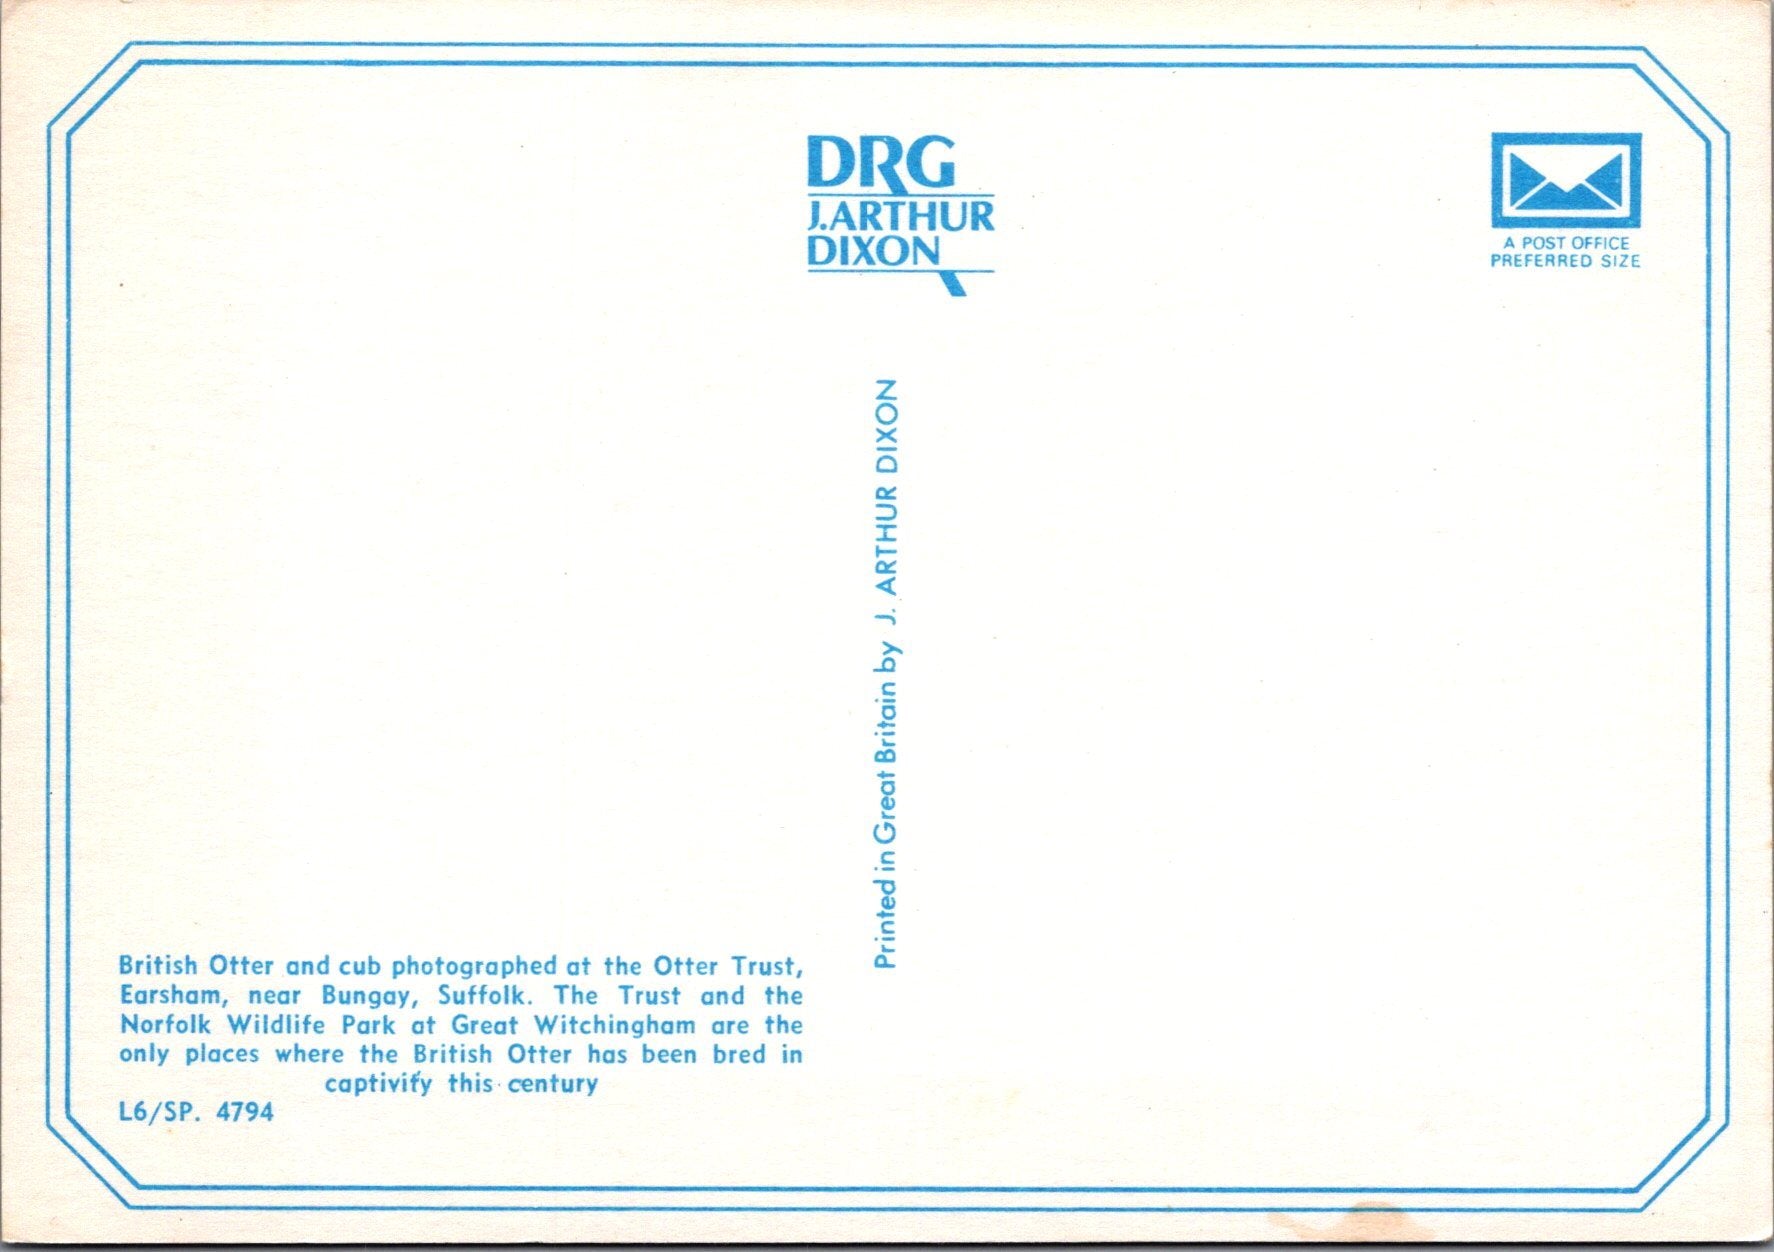 DRG
J.ARTHUR
DIXON
A POST OFFICE
PREFERRED SIZE
Printed in Great Britain by J. ARTHUR DIXON
British Otter and cub photographed at the Otter Trust,
Earsham, near Bungay, Suffolk. The Trust and the
Norfolk Wildlife Park at Great Witchingham are the
only places where the British Otter has been bred in
captivity this century
L6/SP. 4794